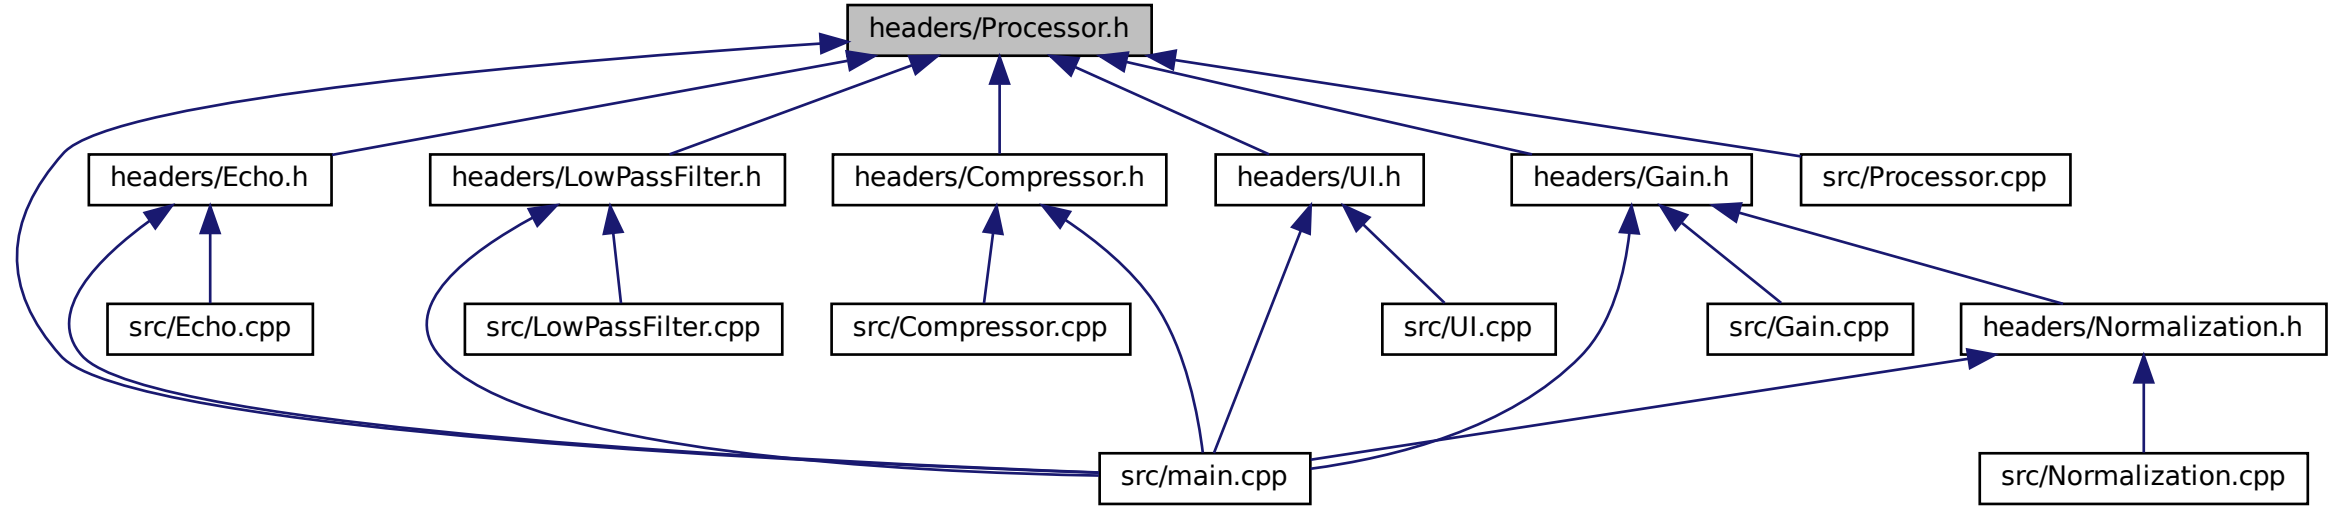 headers/Processor.h
headers/Echo.h
headers/LowPassFilter.h
headers/Compressor.h
headers/UI.h
headers/Gain.h
src/Processor.cpp
src/Echo.cpp
src/LowPassFilter.cpp
src/Compressor.cpp
src/UI.cpp
src/Gain.cpp
headers/Normalization.h
src/main.cpp
src/Normalization.cpp